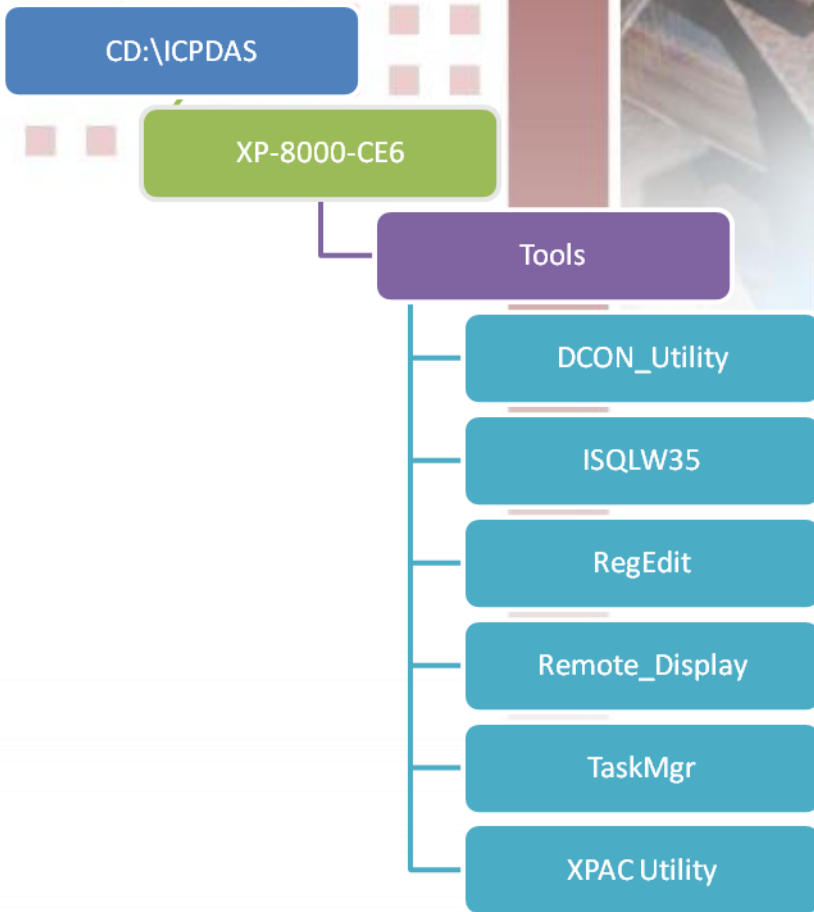 CD:\ICPDAS
XP-8000-CE6
Tools
DCON_Utility
ISQLW35
RegEdit
Remote_Display
TaskMgr
XPAC Utility